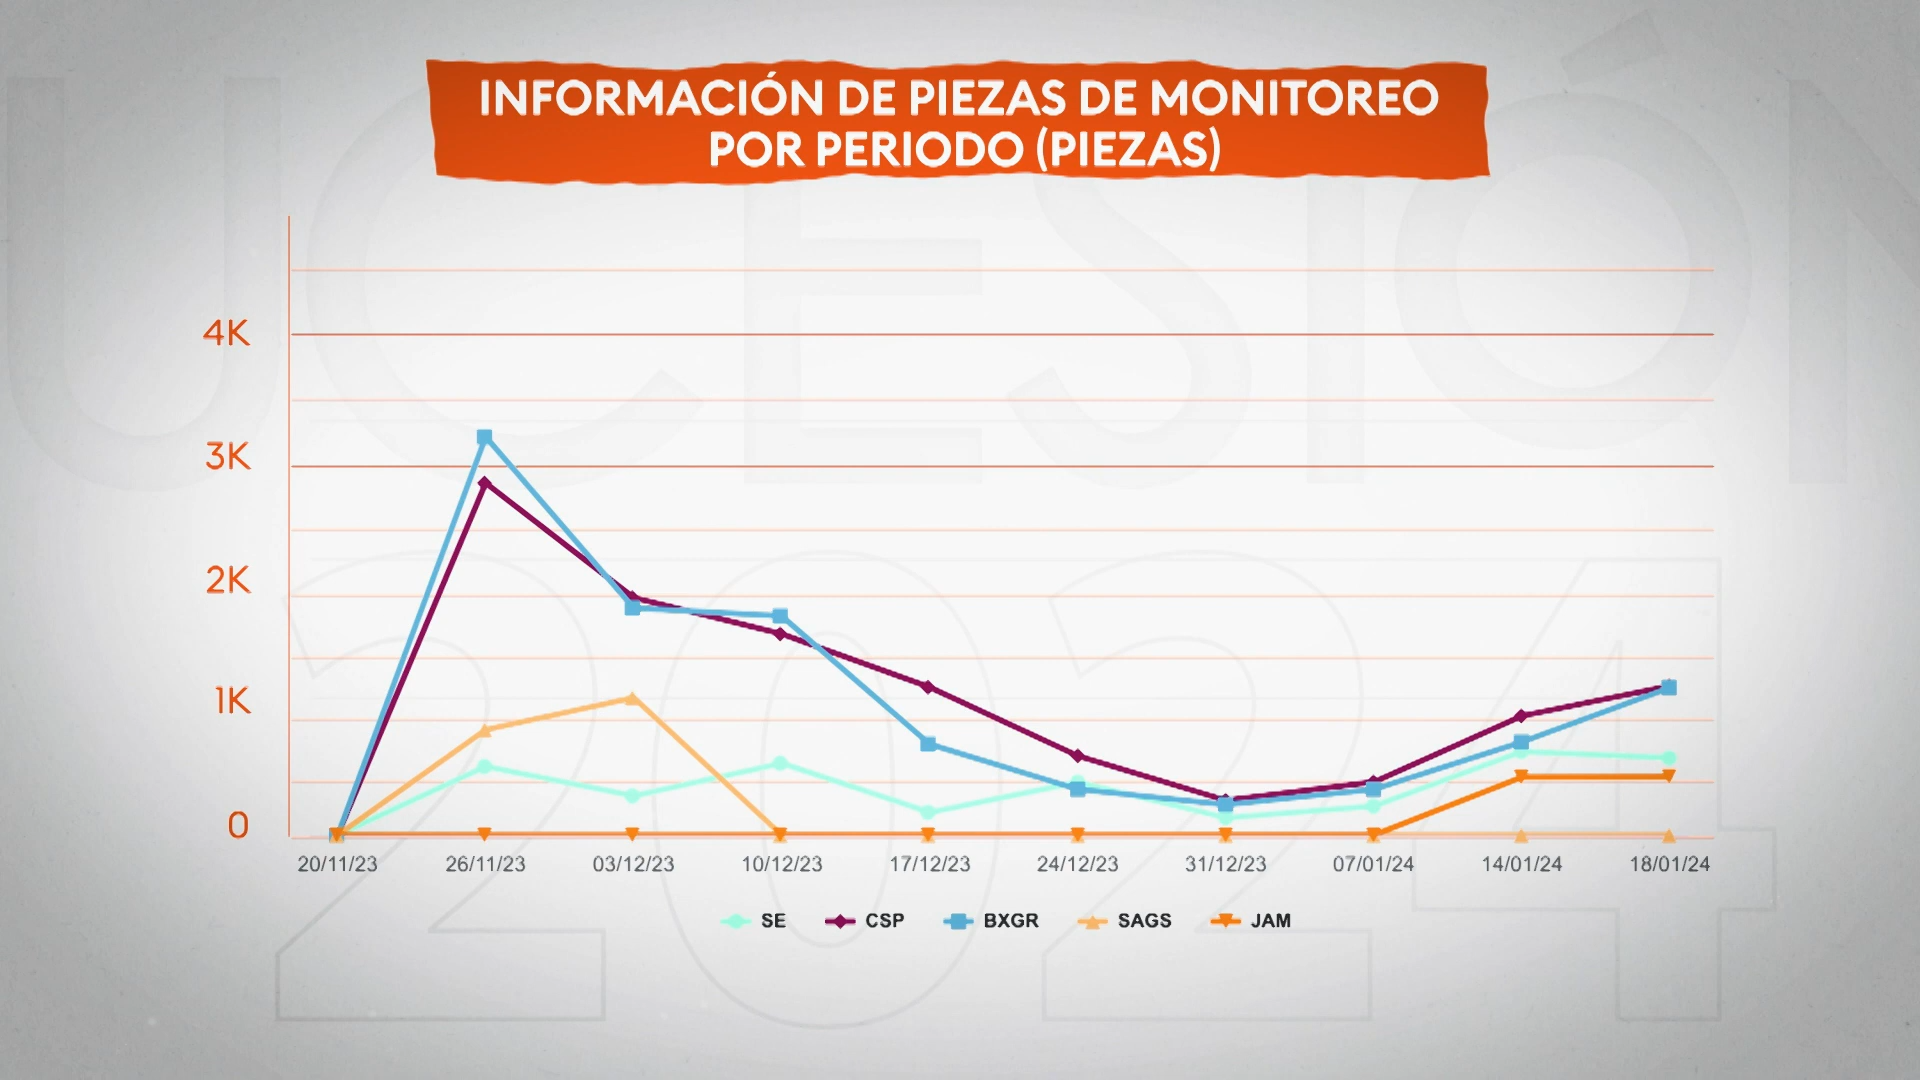 INFORMACIÓN DE PIEZAS DE MONITOREO
POR PERIODO (PIEZAS)
4K
3K
2K
1K
0
20/11/23 26/11/23 03/12/23 10/12/23 17/12/23 24/12/23 31/12/23 07/01/24 14/01/24 18/01/24
SE CSP BXGR SAGS JAM
UCESIÓN
2024